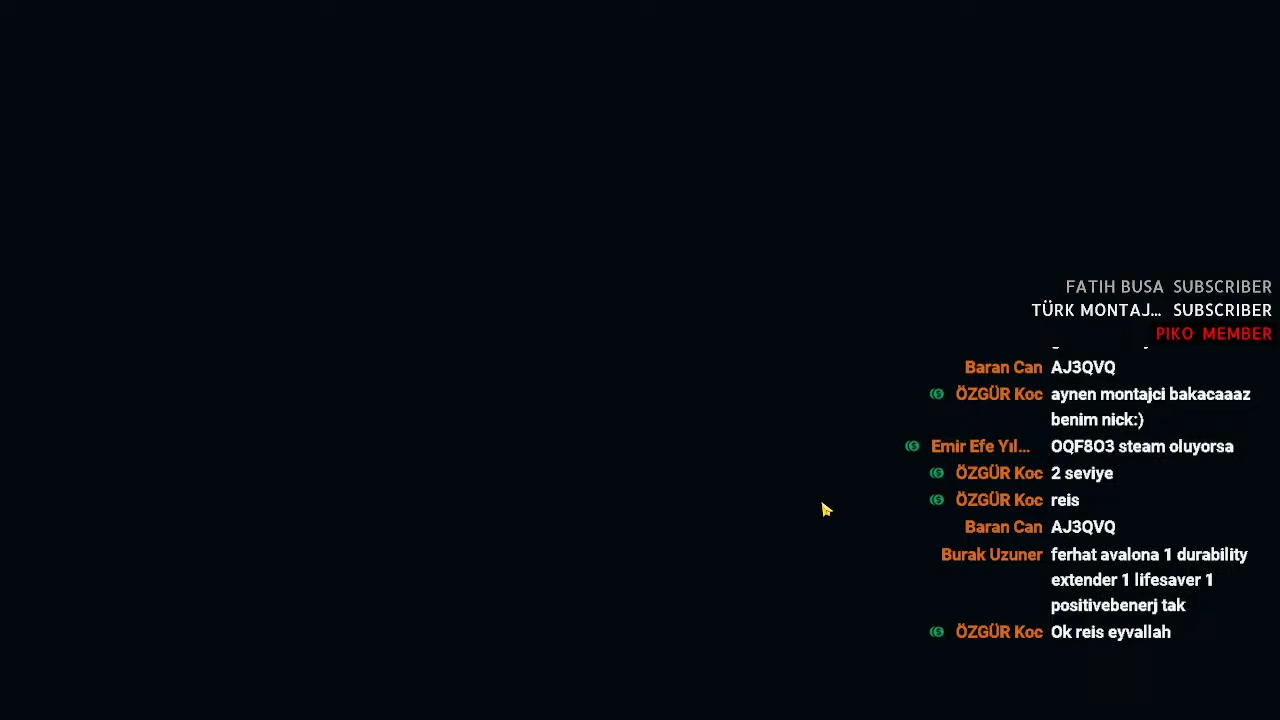 FATIH BUSA SUBSCRIBER
TÜRK MONTAJ... SUBSCRIBER
PIKO MEMBER
Baran Can AJ3QVQ
ÖZGÜR Koc aynen montajci bakacaaaz
benim nick:)
Emir Efe Yıl... OQF8O3 steam oluyorsa
ÖZGÜR Koc 2 seviye
ÖZGÜR Koc reis
Baran Can AJ3QVQ
Burak Uzuner ferhat avalona 1 durability
extender 1 lifesaver 1
positivebenerj tak
ÖZGÜR Koc Ok reis eyvallah